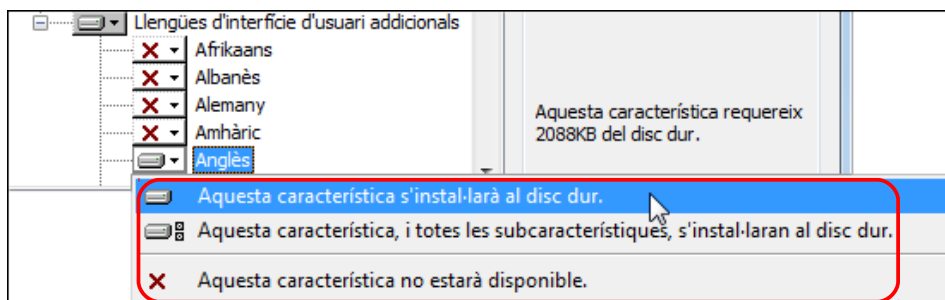 Llengües d'interfície d'usuari addicionals
Afrikaans
Albanès
Alemany
Amhàric
Anglès
Aquesta característica requereix
2088KB del disc dur.
Aquesta característica s'instal·larà al disc dur.
Aquesta característica, i totes les subcaracterístiques, s'instal·laran al disc dur.
Aquesta característica no estarà disponible.